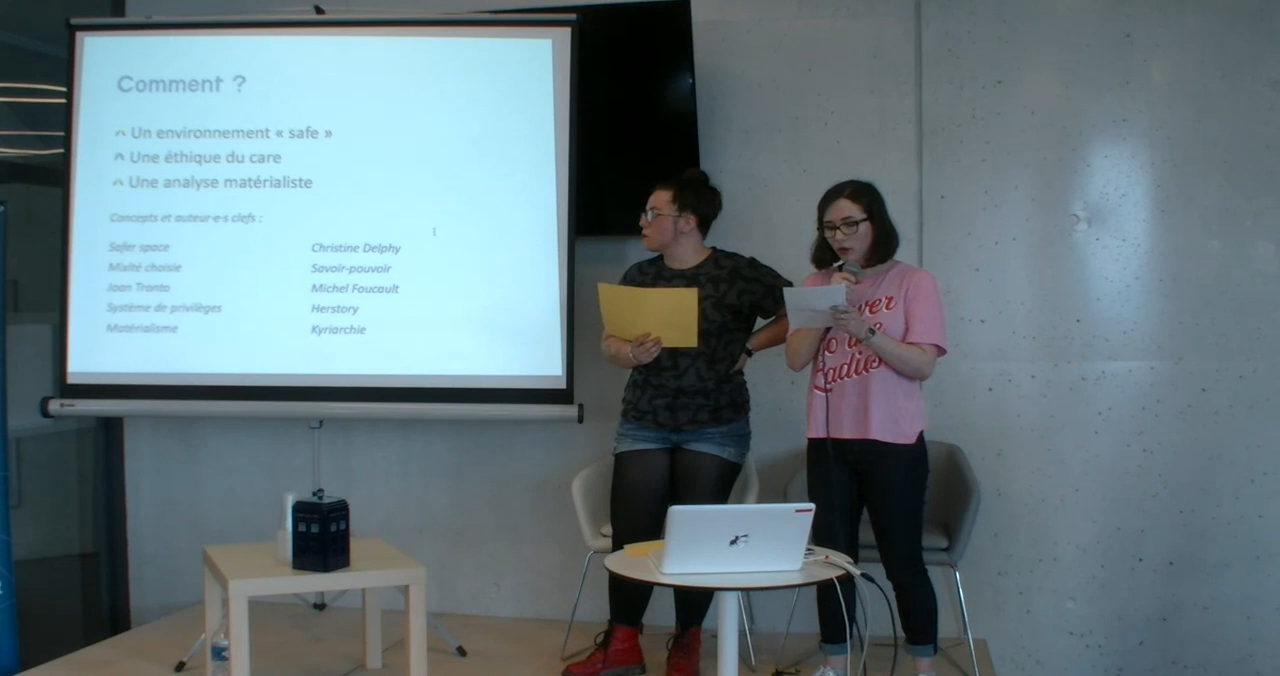 Comment ?
Un environnement « safe »
Une éthique du care
Une analyse matérialiste
Concepts et auteur·e·s clefs :
Safer space
Christine Delphy
Mixité choisie
Savoir-pouvoir
Joan Tronto
Michel Foucault
Système de privilèges
Herstory
Matérialisme
Kyriarchie